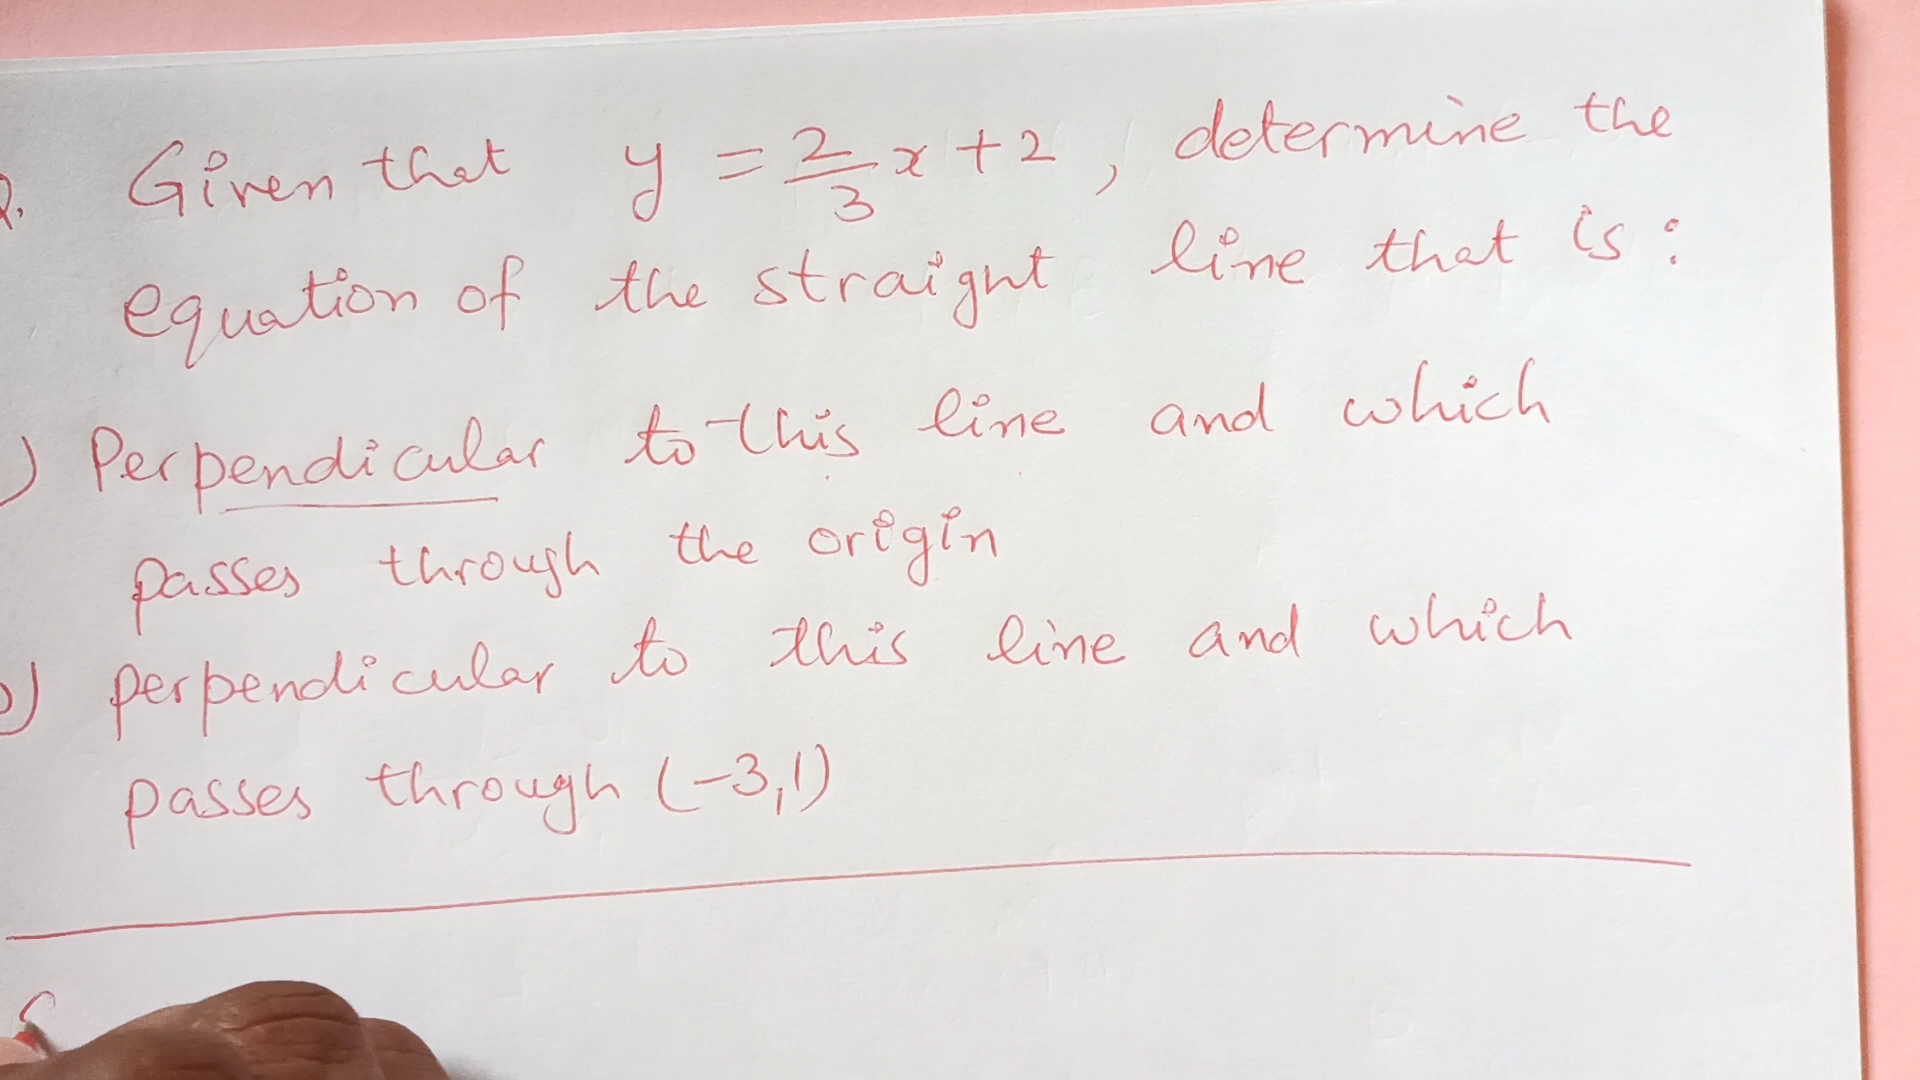 Q. Given that y = 2/3 x + 2, determine the
equation of the straignt line that is:
) Perpendicular to this line and which
passes through the origin
) perpendicular to this line and which
passes through (-3,1)